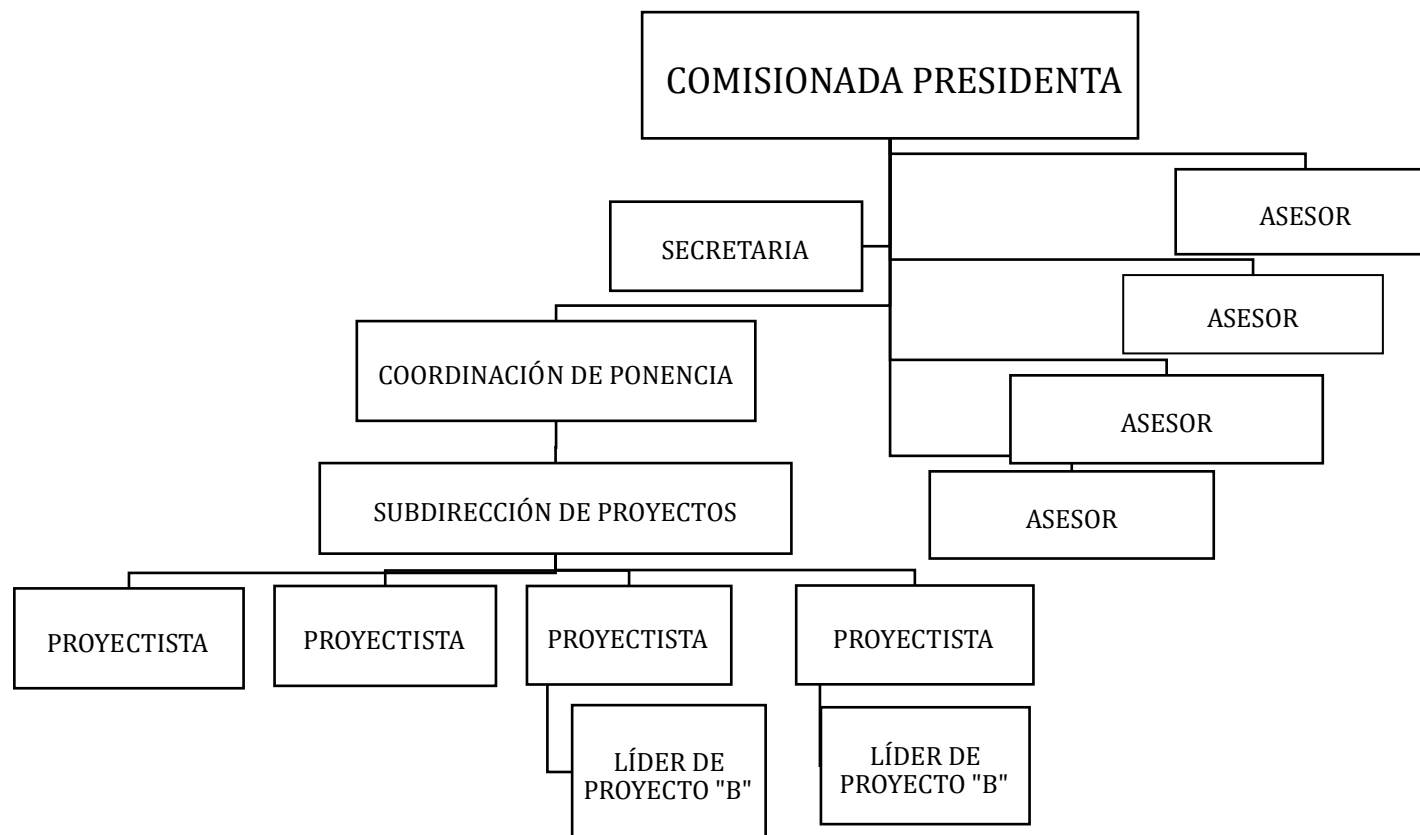 COMISIONADA PRESIDENTA
ASESOR
SECRETARIA
ASESOR
COORDINACIÓN DE PONENCIA
ASESOR
SUBDIRECCIÓN DE PROYECTOS
ASESOR
PROYECTISTA
PROYECTISTA
PROYECTISTA
PROYECTISTA
LÍDER DE
PROYECTO "B"
LÍDER DE
PROYECTO "B"